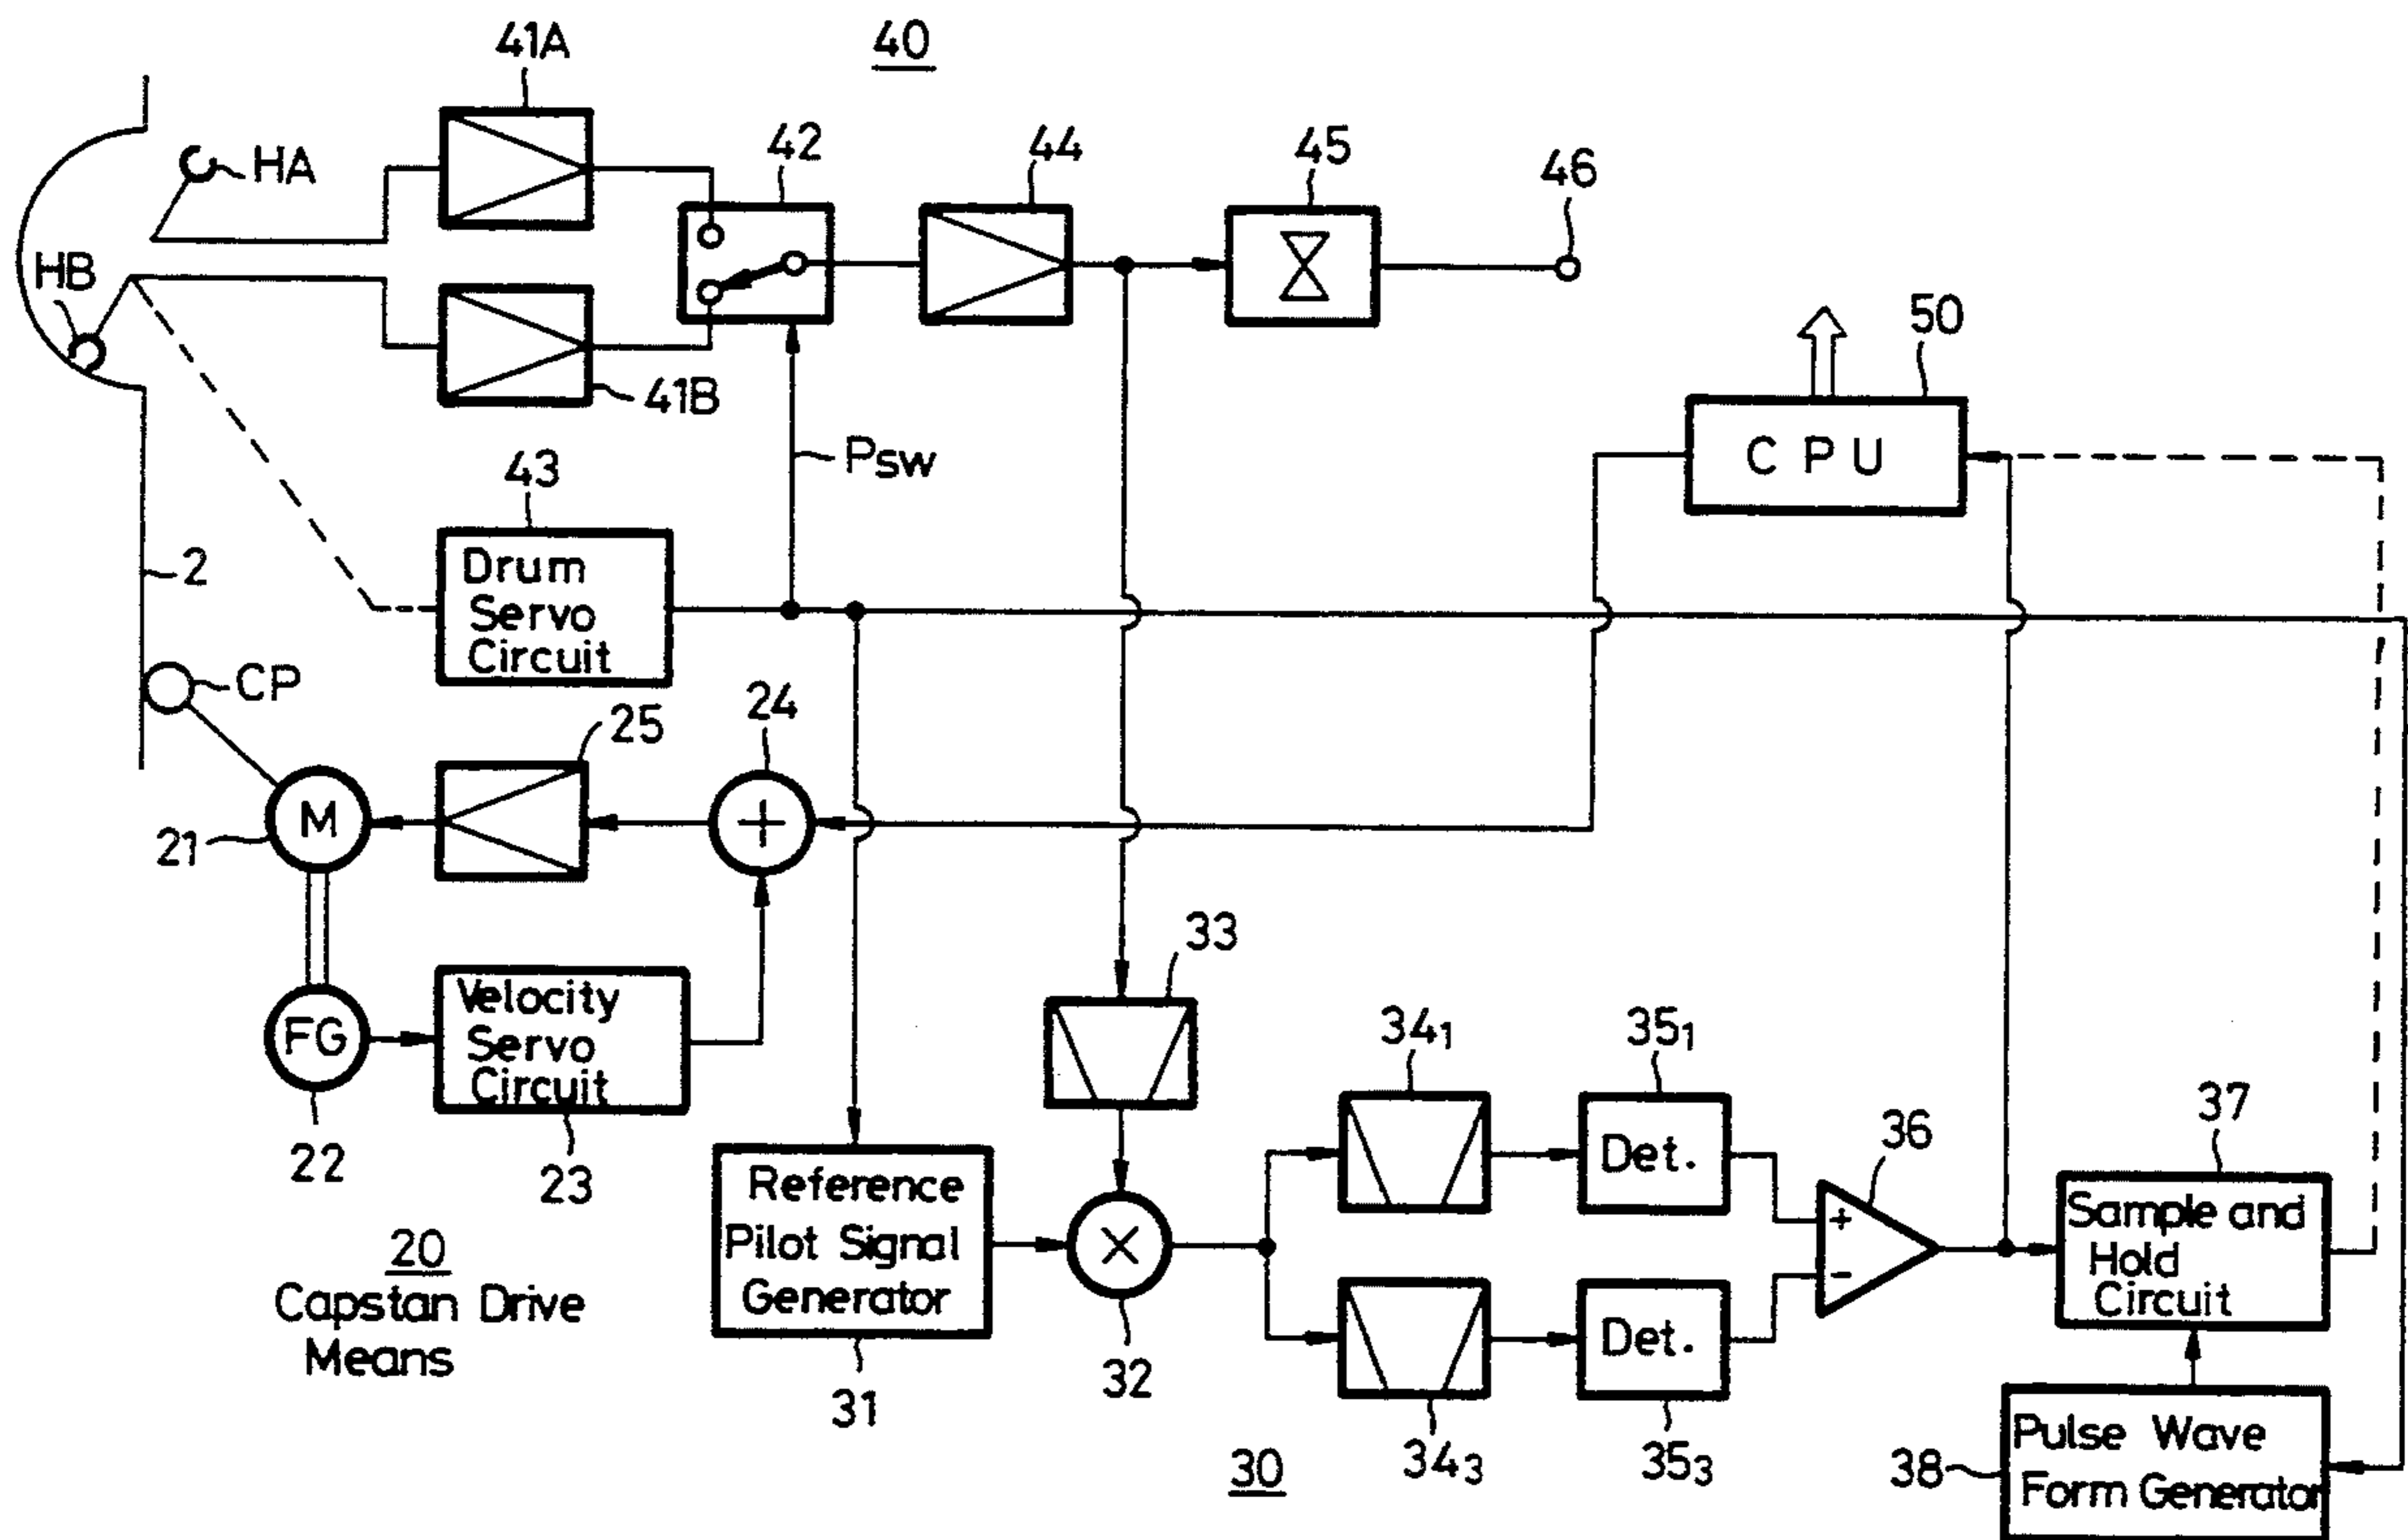 40
41A
42
44
45
46
HA
HB
41B
Psw
50
CPU
43
Drum
Servo
Circuit
2
CP
25
24
M
+
21
FG
Velocity
Servo
Circuit
22
23
33
20
Capstan Drive
Means
Reference
Pilot Signal
Generator
31
×
32
34₁
35₁
Det.
34₃
35₃
Det.
36
+
-
37
Sample and
Hold
Circuit
38
Pulse Wave
Form Generator
30